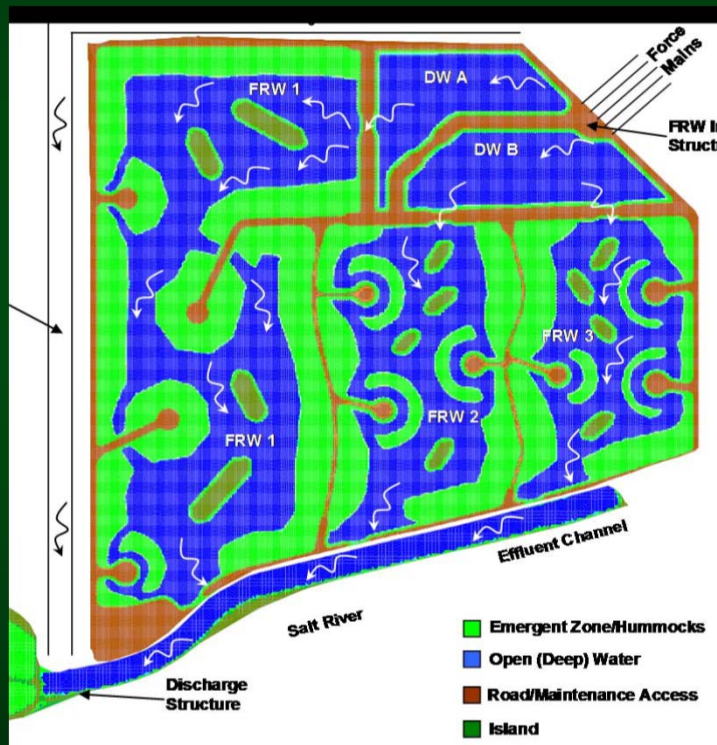 Force
Mains
FRW 1
DW A
FRW
DW B
FRW 3
FRW 2
FRW 1
Effluent Channel
Salt River
Discharge
Structure
Emergent Zone/Hummocks
Open (Deep) Water
Road/Maintenance Access
Island